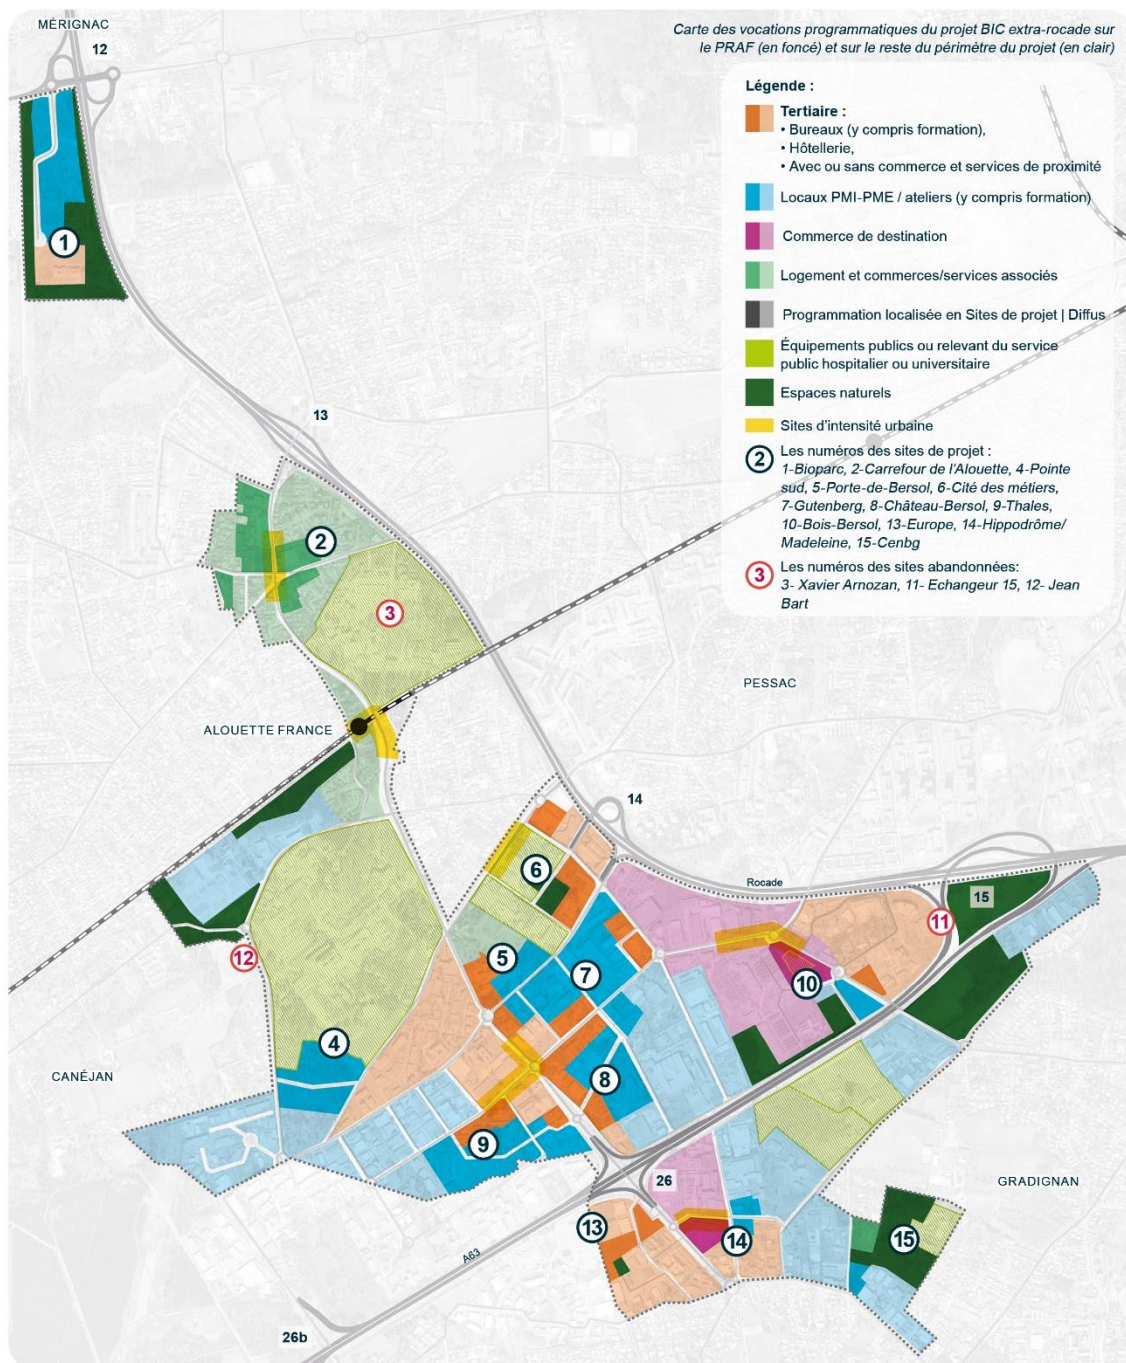 MÉRIGNAC
12
Carte des vocations programmatiques du projet BIC extra-rocade sur
le PRAF (en foncé) et sur le reste du périmètre du projet (en clair)
Légende :
Tertiaire :
• Bureaux (y compris formation),
• Hôtellerie,
• Avec ou sans commerce et services de proximité
Locaux PMI-PME / ateliers (y compris formation)
Commerce de destination
Logement et commerces/services associés
Programmation localisée en Sites de projet | Diffus
Équipements publics ou relevant du service
public hospitalier ou universitaire
Espaces naturels
Sites d'intensité urbaine
2 Les numéros des sites de projet :
1-Bioparc, 2-Carrefour de l'Alouette, 4-Pointe
sud, 5-Porte-de-Bersol, 6-Cité des métiers,
7-Gutenberg, 8-Château-Bersol, 9-Thales,
10-Bois-Bersol, 13-Europe, 14-Hippodrôme/
Madeleine, 15-Cenbg
3 Les numéros des sites abandonnées:
3- Xavier Arnozan, 11- Echangeur 15, 12- Jean
Bart
1
13
2
3
PESSAC
ALOUETTE FRANCE
14
6
Rocade
15
11
12
5
7
10
4
8
CANÉJAN
9
26
GRADIGNAN
13
14
15
A63
26b